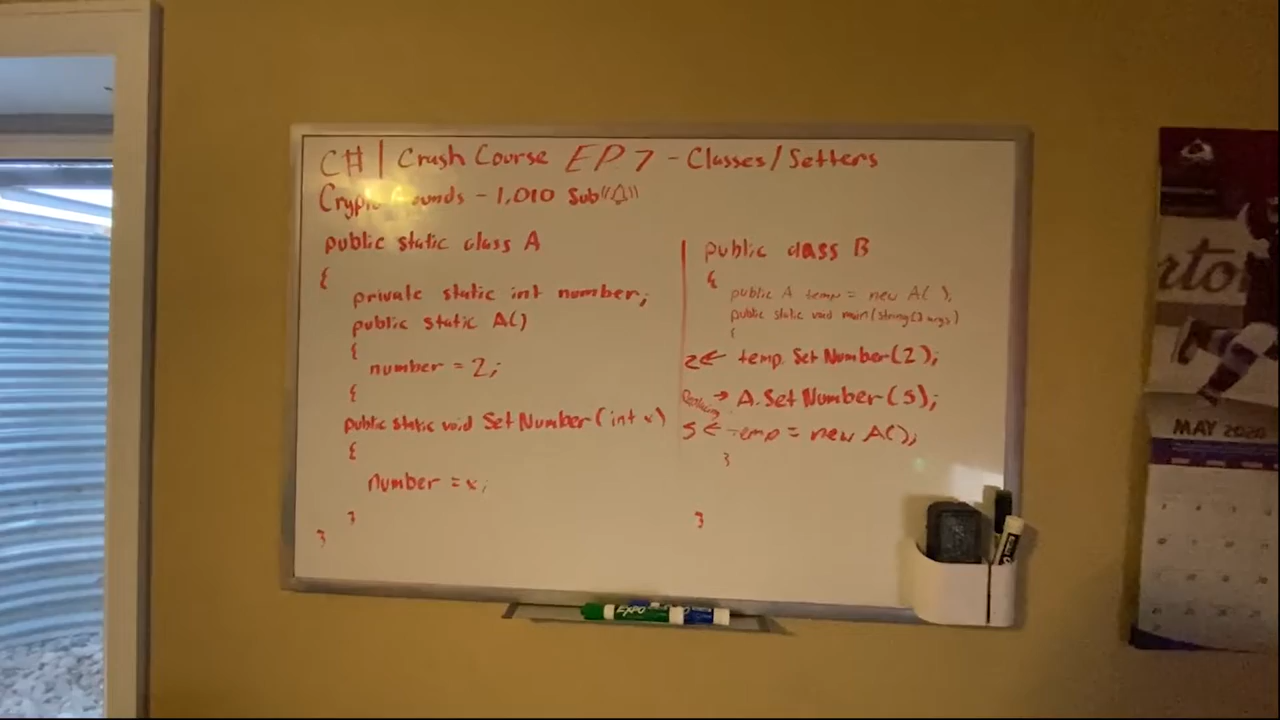 C# | Crash Course EP. 7 - Classes/Setters
- 1,010 Sub
public static class A
{
private static int number;
public static A()
{
number = 2;
{
public static void SetNumber(int x)
{
number = x;
}
}
public class B
{
public A temp = new A();
public static void main(string[] args)
{
2 ← temp.SetNumber(2);
→ A.SetNumber(5);
5 ← temp = new A();
}
}
EXPO
MAY 2020